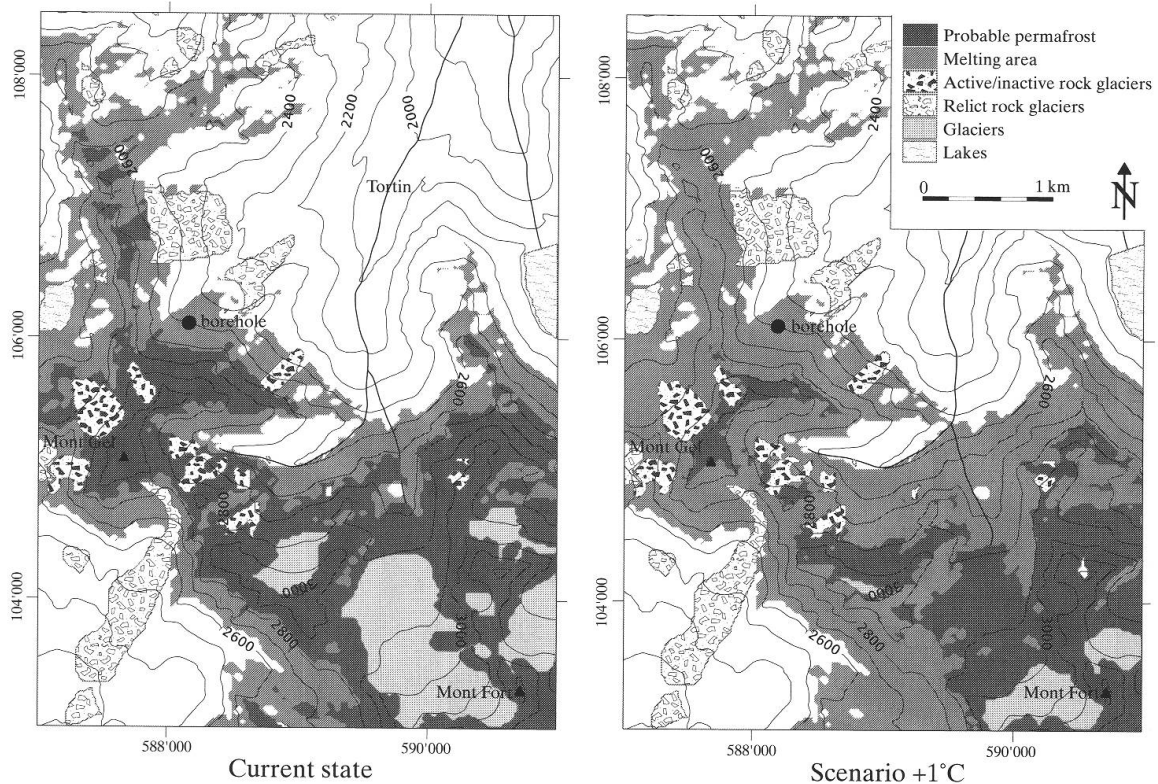 108'000
106'000
104'000
2400
2200
2000
2600
Tortin
borehole
2600
Mont Gelé
2800
3000
3000
2600
2800
Mont Fort
588'000
590'000
Current state
108'000
106'000
104'000
2400
2600
borehole
2600
Mont Gelé
2800
3000
3000
2600
2800
Mont Fort
588'000
590'000
Scenario +1°C
Probable permafrost
Melting area
Active/inactive rock glaciers
Relict rock glaciers
Glaciers
Lakes
0 1 km
N